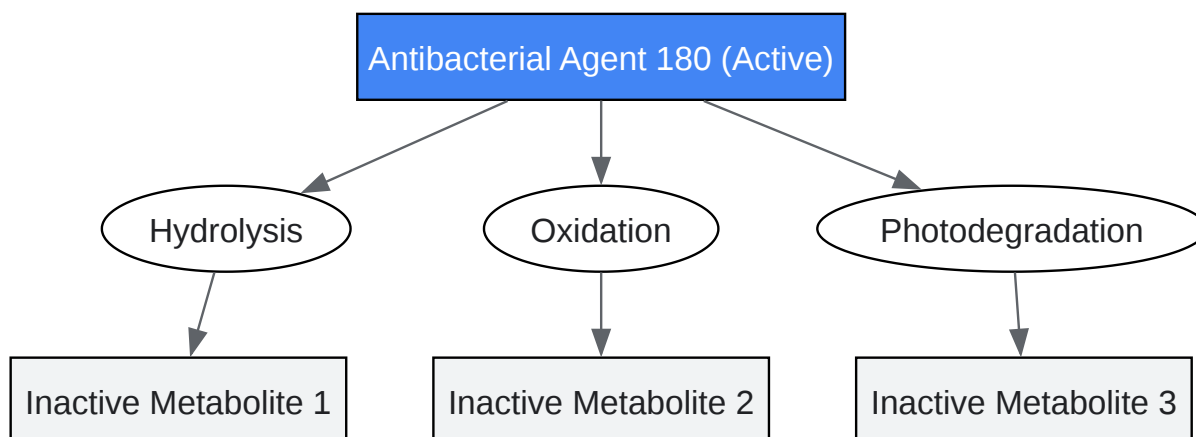 Antibacterial Agent 180 (Active)
Hydrolysis
Oxidation
Photodegradation
Inactive Metabolite 1
Inactive Metabolite 2
Inactive Metabolite 3